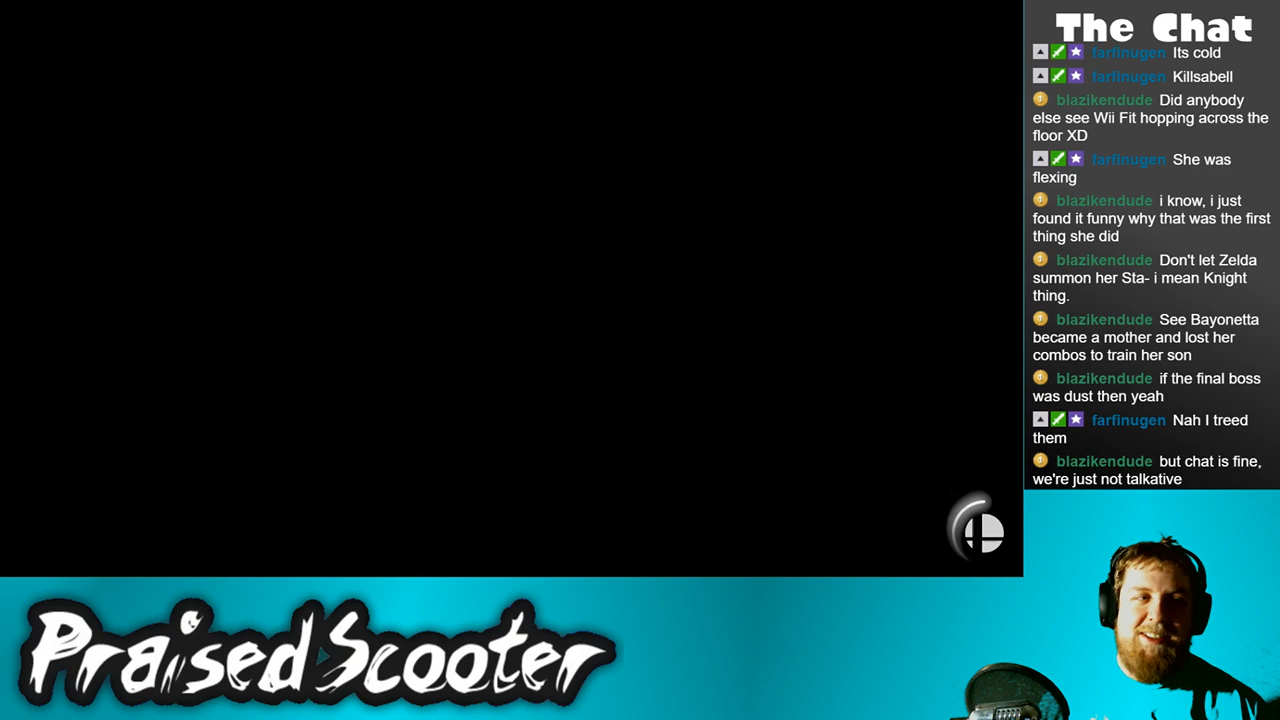 The Chat
farfinugen Its cold
farfinugen Killsabell
blazikendude Did anybody
else see Wii Fit hopping across the
floor XD
farfinugen She was
flexing
blazikendude i know, i just
found it funny why that was the first
thing she did
blazikendude Don't let Zelda
summon her Sta- i mean Knight
thing.
blazikendude See Bayonetta
became a mother and lost her
combos to train her son
blazikendude if the final boss
was dust then yeah
farfinugen Nah I treed
them
blazikendude but chat is fine,
we're just not talkative
PraisedScooter